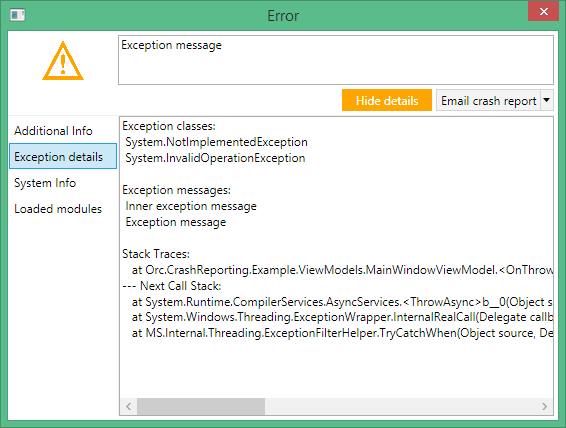 Error
Exception message
Hide details
Email crash report
Additional Info
Exception details
System Info
Loaded modules
Exception classes:
System.NotImplementedException
System.InvalidOperationException
Exception messages:
Inner exception message
Exception message
Stack Traces:
at Orc.CrashReporting.Example.ViewModels.MainWindowViewModel.<OnThrow
--- Next Call Stack:
at System.Runtime.CompilerServices.AsyncServices.<ThrowAsync>b__0(Object s
at System.Windows.Threading.ExceptionWrapper.InternalRealCall(Delegate callb
at MS.Internal.Threading.ExceptionFilterHelper.TryCatchWhen(Object source, De